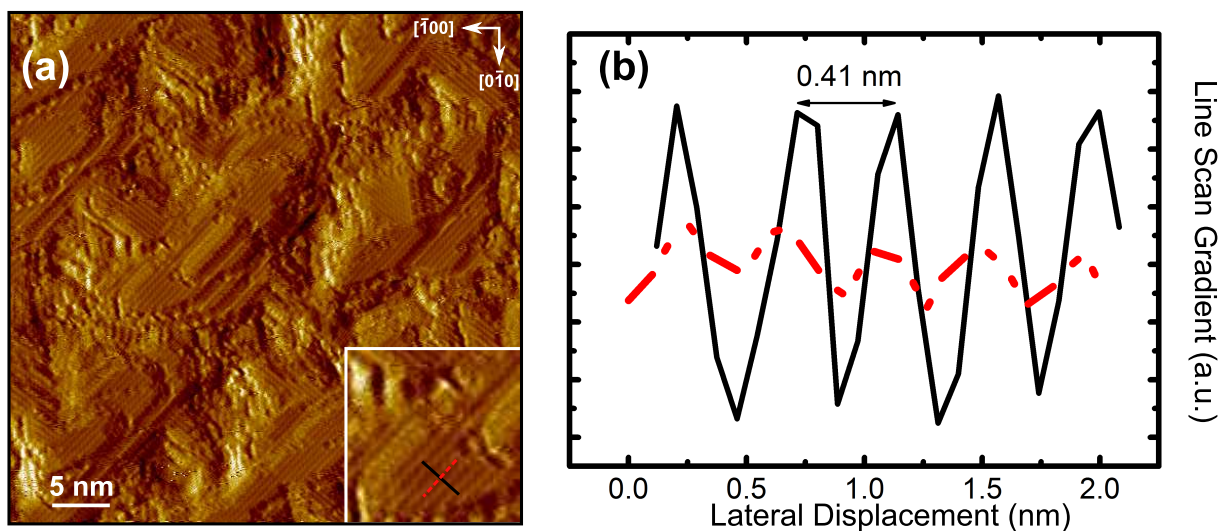 (a)
[1̄00]
[01̄0]
5 nm
(b)
0.41 nm
Line Scan Gradient (a.u.)
0.0 0.5 1.0 1.5 2.0
Lateral Displacement (nm)